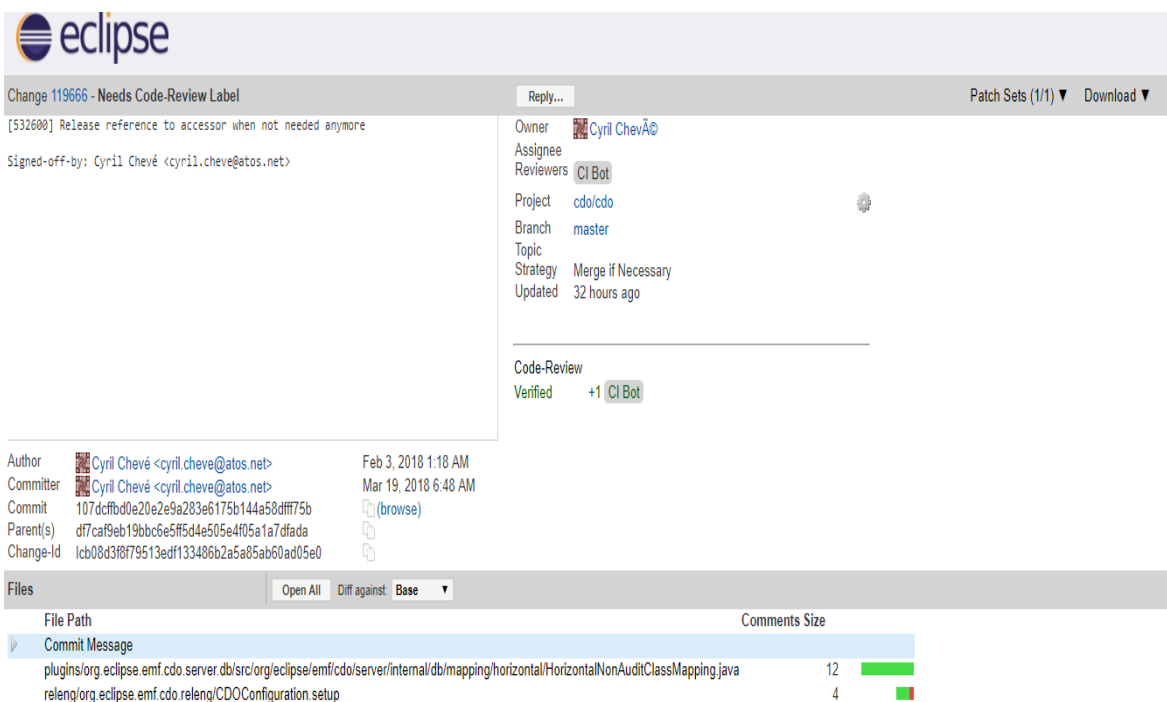 eclipse
Change 119666 - Needs Code-Review Label
Reply...
Patch Sets (1/1) ▼ Download ▼
[532600] Release reference to accessor when not needed anymore
Signed-off-by: Cyril Chevé <cyril.cheve@atos.net>
Owner Cyril ChevÃ©
Assignee
Reviewers CI Bot
Project cdo/cdo
Branch master
Topic
Strategy Merge if Necessary
Updated 32 hours ago
Code-Review
Verified +1 CI Bot
Author Cyril Chevé <cyril.cheve@atos.net> Feb 3, 2018 1:18 AM
Committer Cyril Chevé <cyril.cheve@atos.net> Mar 19, 2018 6:48 AM
Commit 107dcffbd0e20e2e9a283e6175b144a58dfff75b (browse)
Parent(s) df7caf9eb19bbc6e5ff5d4e505e4f05a1a7dfada
Change-Id Icb08d3f8f79513edf133486b2a5a85ab60ad05e0
Files Open All Diff against: Base ▼
File Path Comments Size
Commit Message
plugins/org.eclipse.emf.cdo.server.db/src/org/eclipse/emf/cdo/server/internal/db/mapping/horizontal/HorizontalNonAuditClassMapping.java 12
releng/org.eclipse.emf.cdo.releng/CDOConfiguration.setup 4